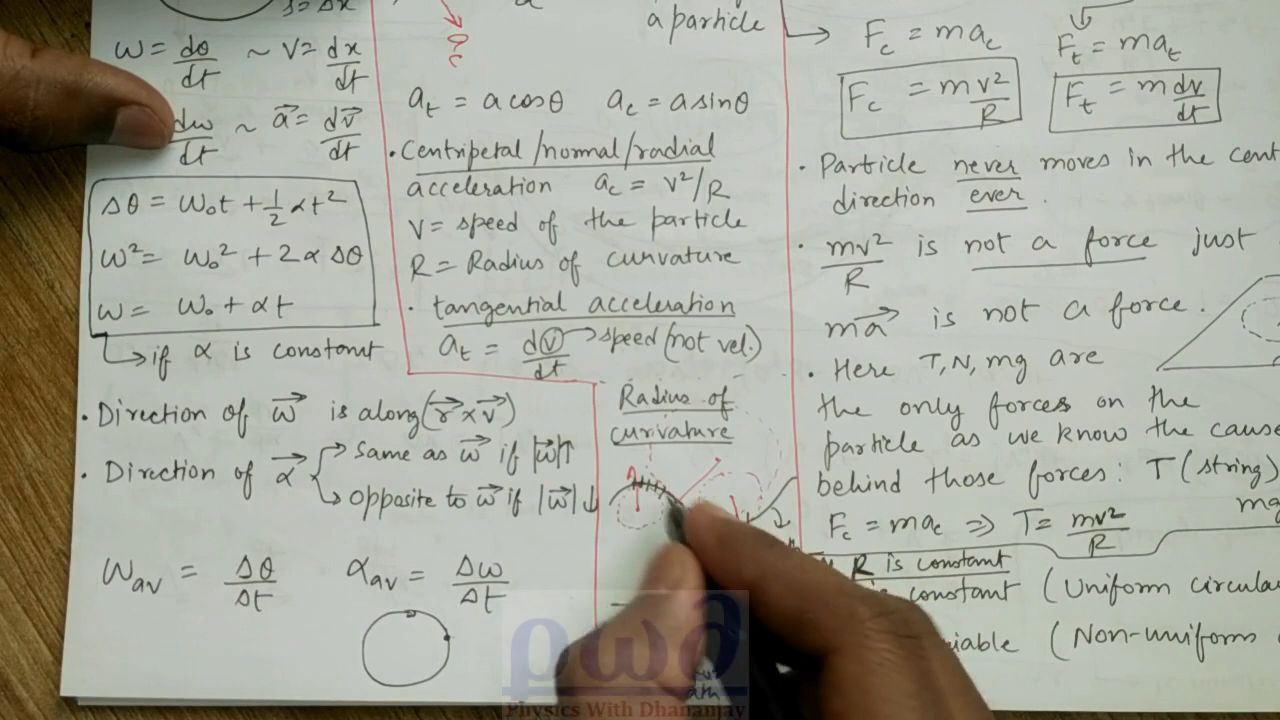 ω = dθ/dt ~ v = dx/dt
dω/dt ~ a⃗ = dv⃗/dt
Δθ = ω₀t + ½ αt²
ω² = ω₀² + 2αΔθ
ω = ω₀ + αt
if α is constant
• Direction of ω⃗ is along (r⃗ × v⃗)
• Direction of α⃗
same as ω⃗ if |ω⃗|↑
opposite to ω⃗ if |ω⃗|↓
ω_av = Δθ/Δt   α_av = Δω/Δt
a particle
a_t = a cosθ   a_c = a sinθ
• Centripetal/normal/radial
acceleration a_c = v²/R
v = speed of the particle
R = Radius of curvature
• tangential acceleration
a_t = dv/dt → speed (not vel.)
Radius of
curvature
F_c = ma_c
F_c = m v²/R
F_t = ma_t
F_t = m dv/dt
• Particle never moves in the cent
direction ever.
• mv²/R is not a force just
ma⃗ is not a force.
• Here T, N, mg are
the only forces on the
particle as we know the cause
behind those forces: T (string)
mg
F_c = ma_c ⇒ T = mv²/R
R is constant
constant (Uniform circula
iable (Non-uniform
pwd
Physics With Dhananjay